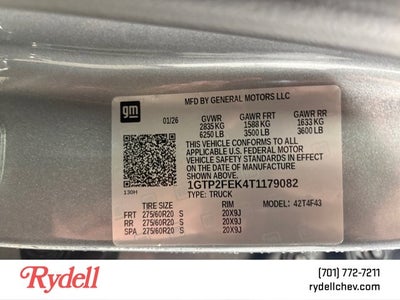 gm
MFD BY GENERAL MOTORS LLC
01/26 GVWR GAWR FRT GAWR RR
2835 KG 1588 KG 1633 KG
6250 LB 3500 LB 3600 LB
THIS VEHICLE CONFORMS TO ALL
APPLICABLE U.S. FEDERAL MOTOR
VEHICLE SAFETY STANDARDS IN EFFECT
ON THE DATE OF MANUFACTURE
SHOWN ABOVE.
1GTP2FEK4T1179082
130H TYPE: TRUCK MODEL: 42T4F43
TIRE SIZE RIM
FRT 275/60R20 S 20X9J
RR 275/60R20 S 20X9J
SPA 275/60R20 S 20X9J
Rydell
(701) 772-7211
rydellchev.com